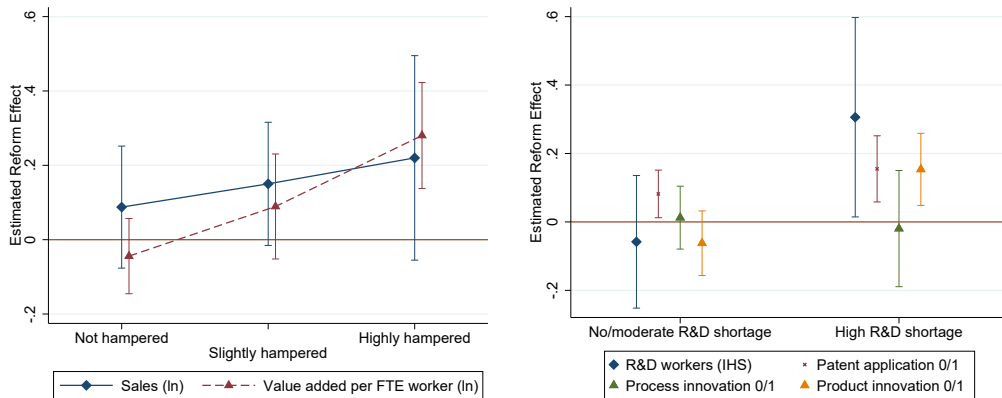 Estimated Reform Effect
.6
.4
.2
0
-.2
Not hampered
Slightly hampered
Highly hampered
Sales (ln)
Value added per FTE worker (ln)
Estimated Reform Effect
.6
.4
.2
0
-.2
No/moderate R&D shortage
High R&D shortage
R&D workers (IHS)
Patent application 0/1
Process innovation 0/1
Product innovation 0/1